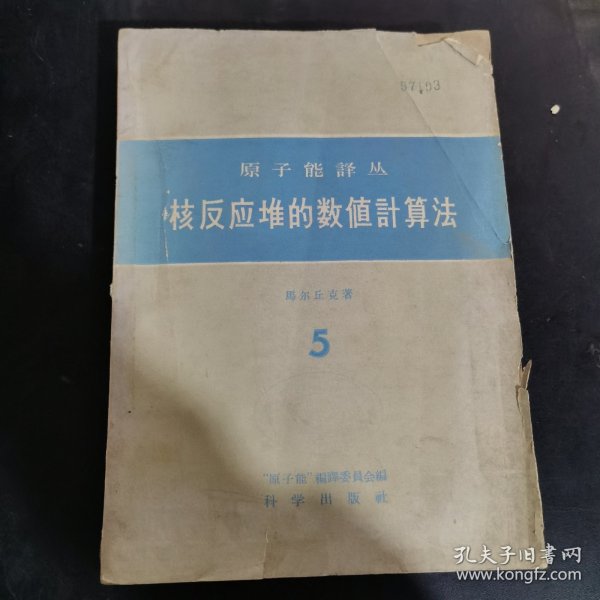 57193
原子能譯丛
核反应堆的数值計算法
馬尔丘克著
5
"原子能"編譯委員会編
科学出版社
孔夫子旧书网
www.kongfz.com